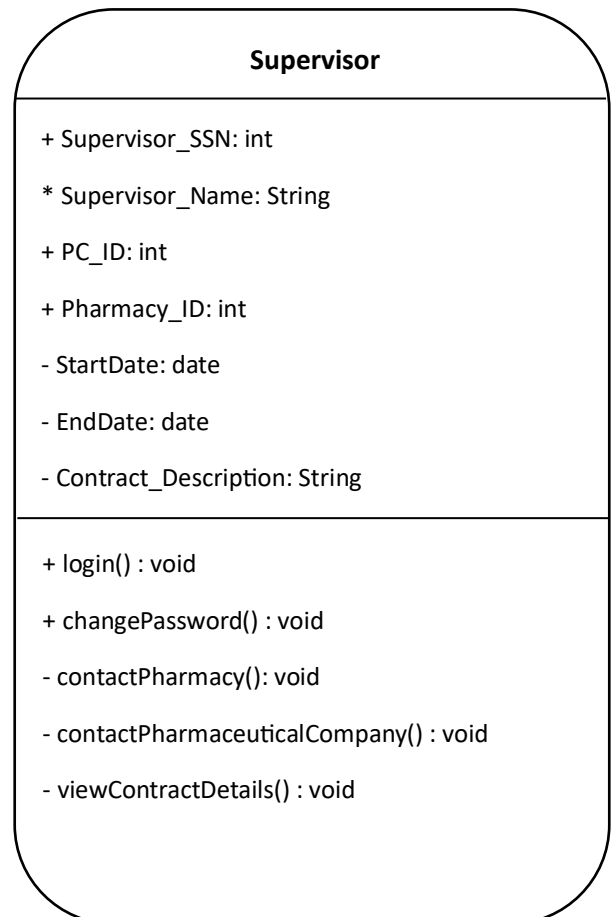 Supervisor
+ Supervisor_SSN: int
* Supervisor_Name: String
+ PC_ID: int
+ Pharmacy_ID: int
- StartDate: date
- EndDate: date
- Contract_Description: String
+ login() : void
+ changePassword() : void
- contactPharmacy(): void
- contactPharmaceuticalCompany() : void
- viewContractDetails() : void